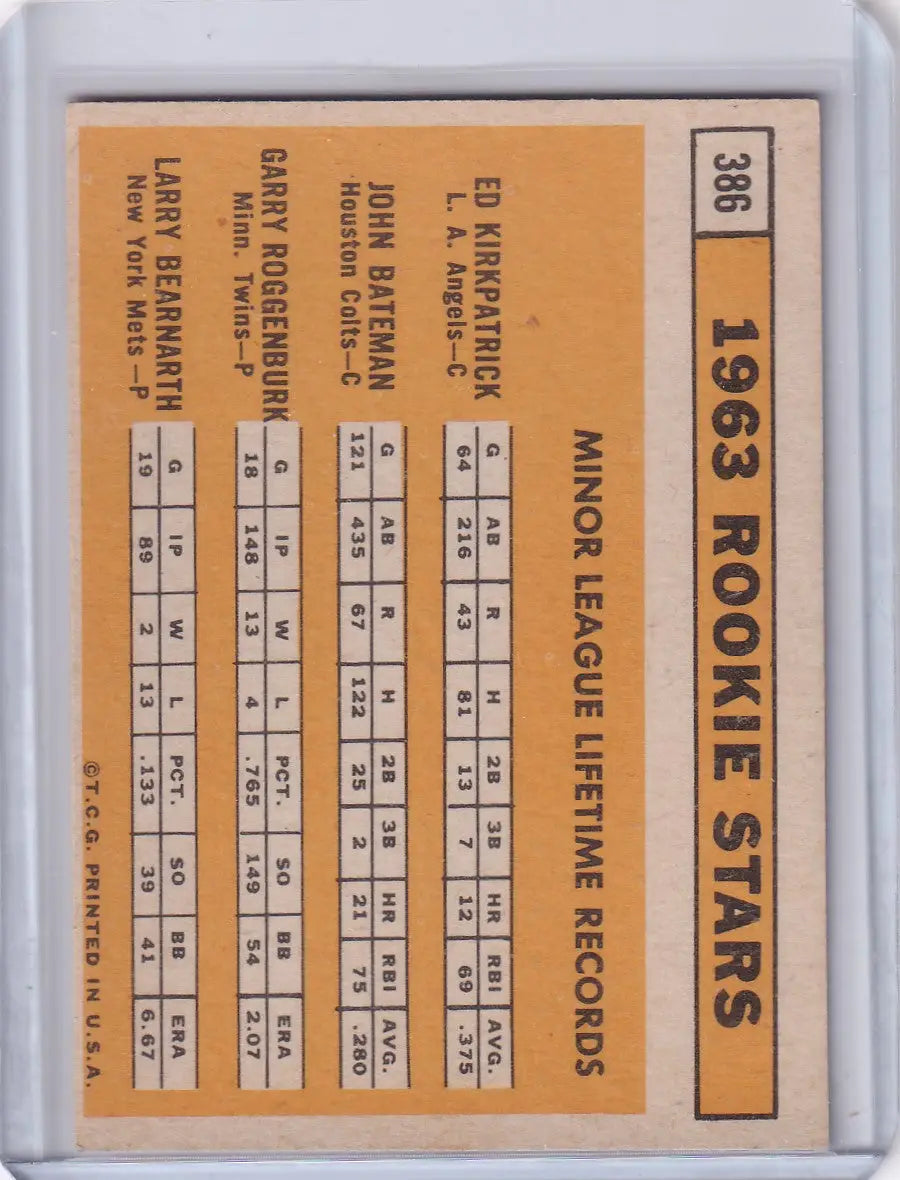 386 1963 ROOKIE STARS
MINOR LEAGUE LIFETIME RECORDS
ED KIRKPATRICK
L. A. Angels—C
G AB R H 2B 3B HR RBI AVG.
64 216 43 81 13 7 12 69 .375
JOHN BATEMAN
Houston Colts—C
G AB R H 2B 3B HR RBI AVG.
121 435 67 122 25 2 21 75 .280
GARRY ROGGENBURK
Minn. Twins—P
G IP W L PCT. SO BB ERA
18 148 13 4 .765 149 54 2.07
LARRY BEARNARTH
New York Mets—P
G IP W L PCT. SO BB ERA
19 89 2 13 .133 39 41 6.67
©T.C.G. PRINTED IN U.S.A.